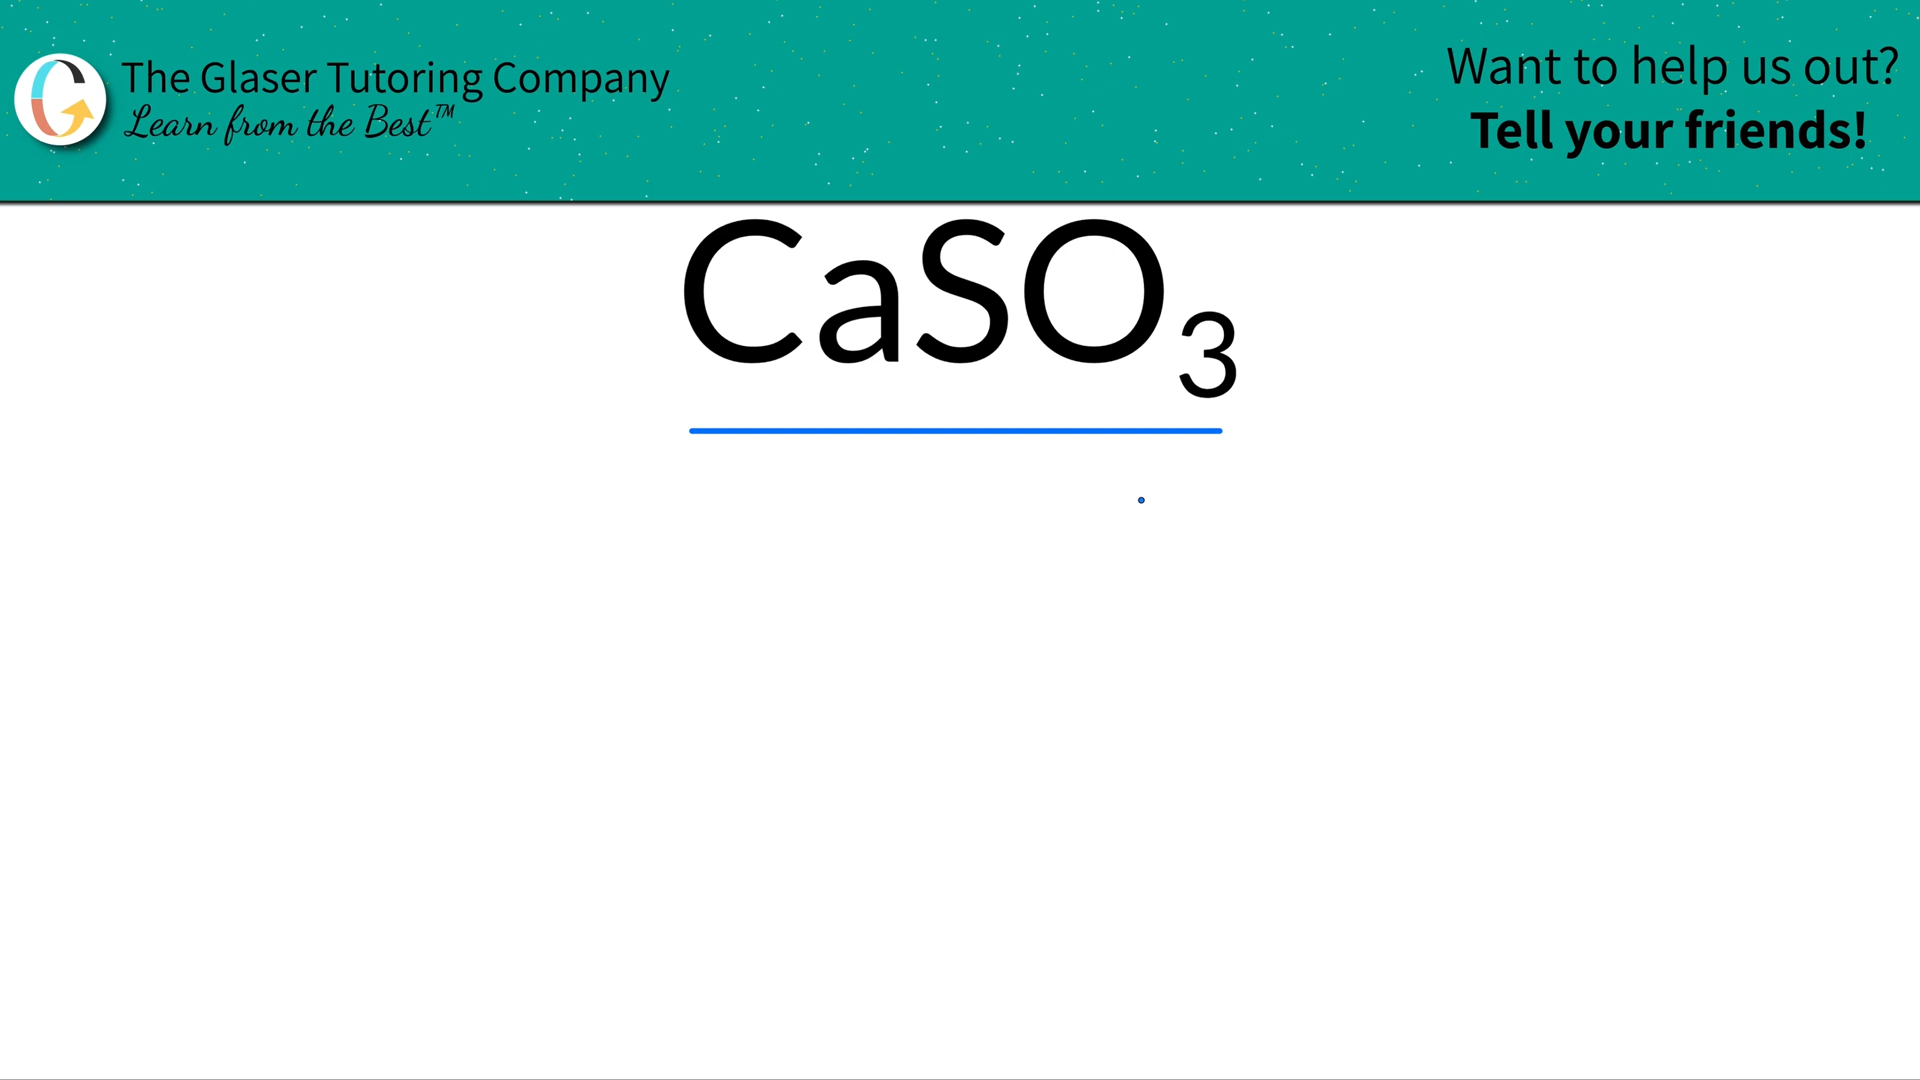 The Glaser Tutoring Company
Learn from the Best™
Want to help us out?
Tell your friends!
CaSO₃